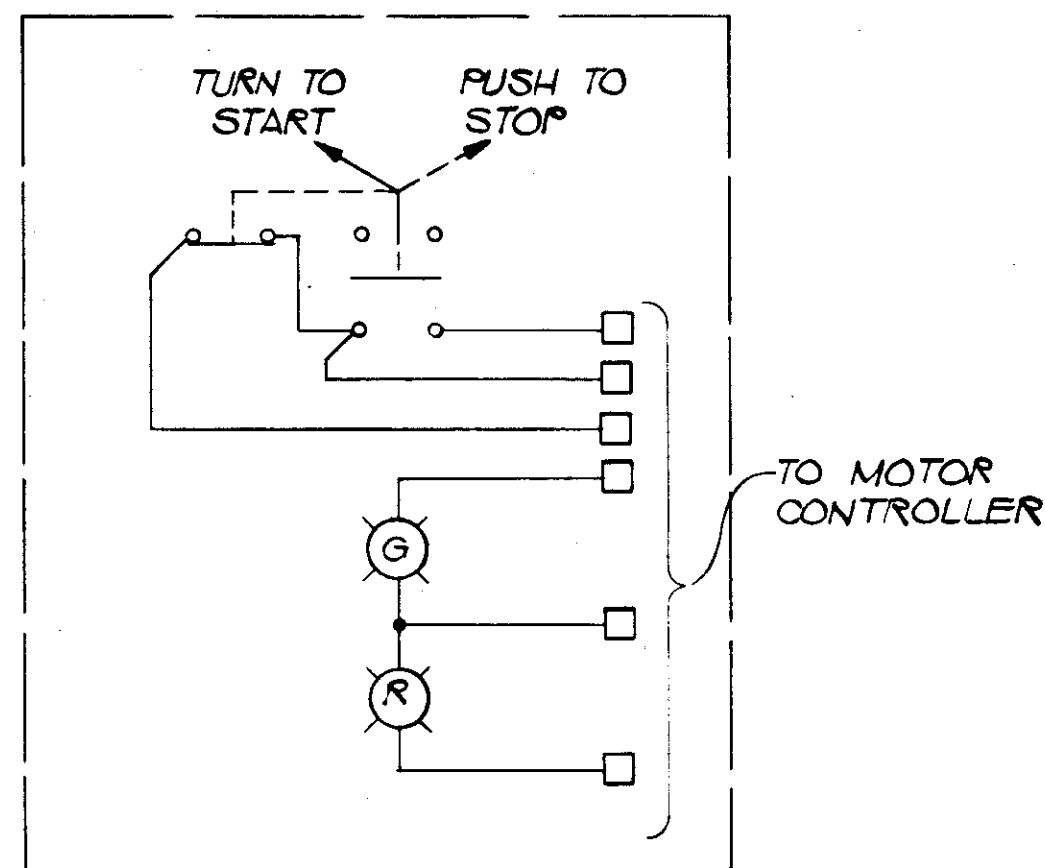 TURN TO
START
PUSH TO
STOP
TO MOTOR
CONTROLLER
G
R